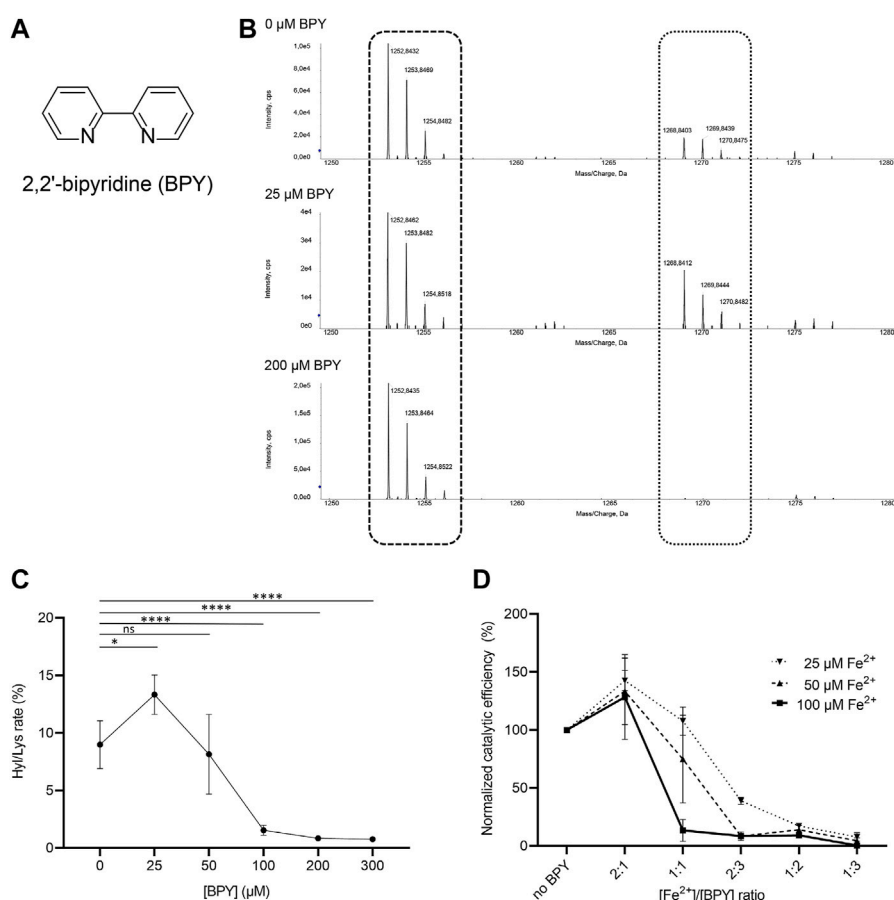 A
N
N
2,2'-bipyridine (BPY)
B
0 µM BPY
1,0e5
8,0e4
6,0e4
4,0e4
2,0e4
0,0e0
Intensity, cps
1252,8432
1253,8469
1254,8482
1268,8403
1269,8439
1270,8475
1250
1255
1260
1265
1270
1275
1280
Mass/Charge, Da
25 µM BPY
4e4
3e4
2e4
1e4
0e0
Intensity, cps
1252,8462
1253,8482
1254,8518
1268,8412
1269,8444
1270,8482
1250
1255
1260
1265
1270
1275
1280
Mass/Charge, Da
200 µM BPY
2,0e5
1,5e5
1,0e5
5,0e4
0,0e0
Intensity, cps
1252,8435
1253,8464
1254,8522
1250
1255
1260
1265
1270
1275
1280
Mass/Charge, Da
C
****
****
****
ns
*
20
15
10
5
0
Hyl/Lys rate (%)
0
25
50
100
200
300
[BPY] (µM)
D
200
150
100
50
0
Normalized catalytic efficiency (%)
25 µM Fe²⁺
50 µM Fe²⁺
100 µM Fe²⁺
no BPY
2:1
1:1
2:3
1:2
1:3
[Fe²⁺]/[BPY] ratio